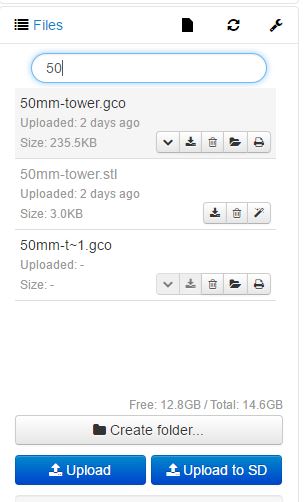 Files
50
50mm-tower.gco
Uploaded: 2 days ago
Size: 235.5KB
50mm-tower.stl
Uploaded: 2 days ago
Size: 3.0KB
50mm-t~1.gco
Uploaded: -
Size: -
Free: 12.8GB / Total: 14.6GB
Create folder...
Upload
Upload to SD